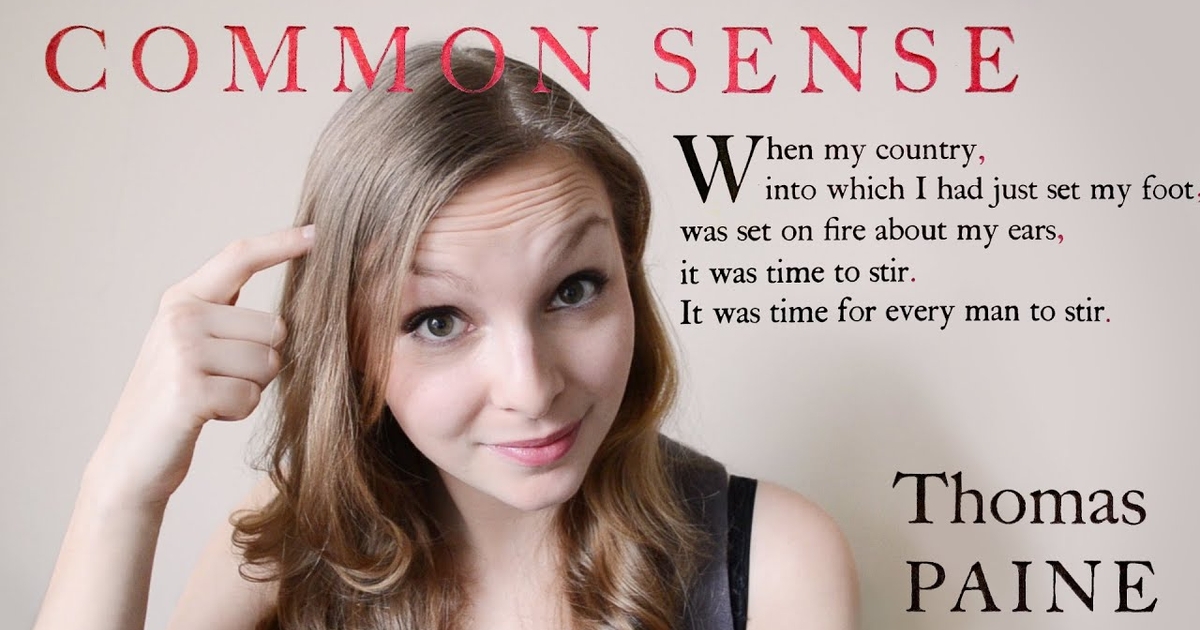 COMMON SENSE
When my country,
into which I had just set my foot,
was set on fire about my ears,
it was time to stir.
It was time for every man to stir.
Thomas
PAINE